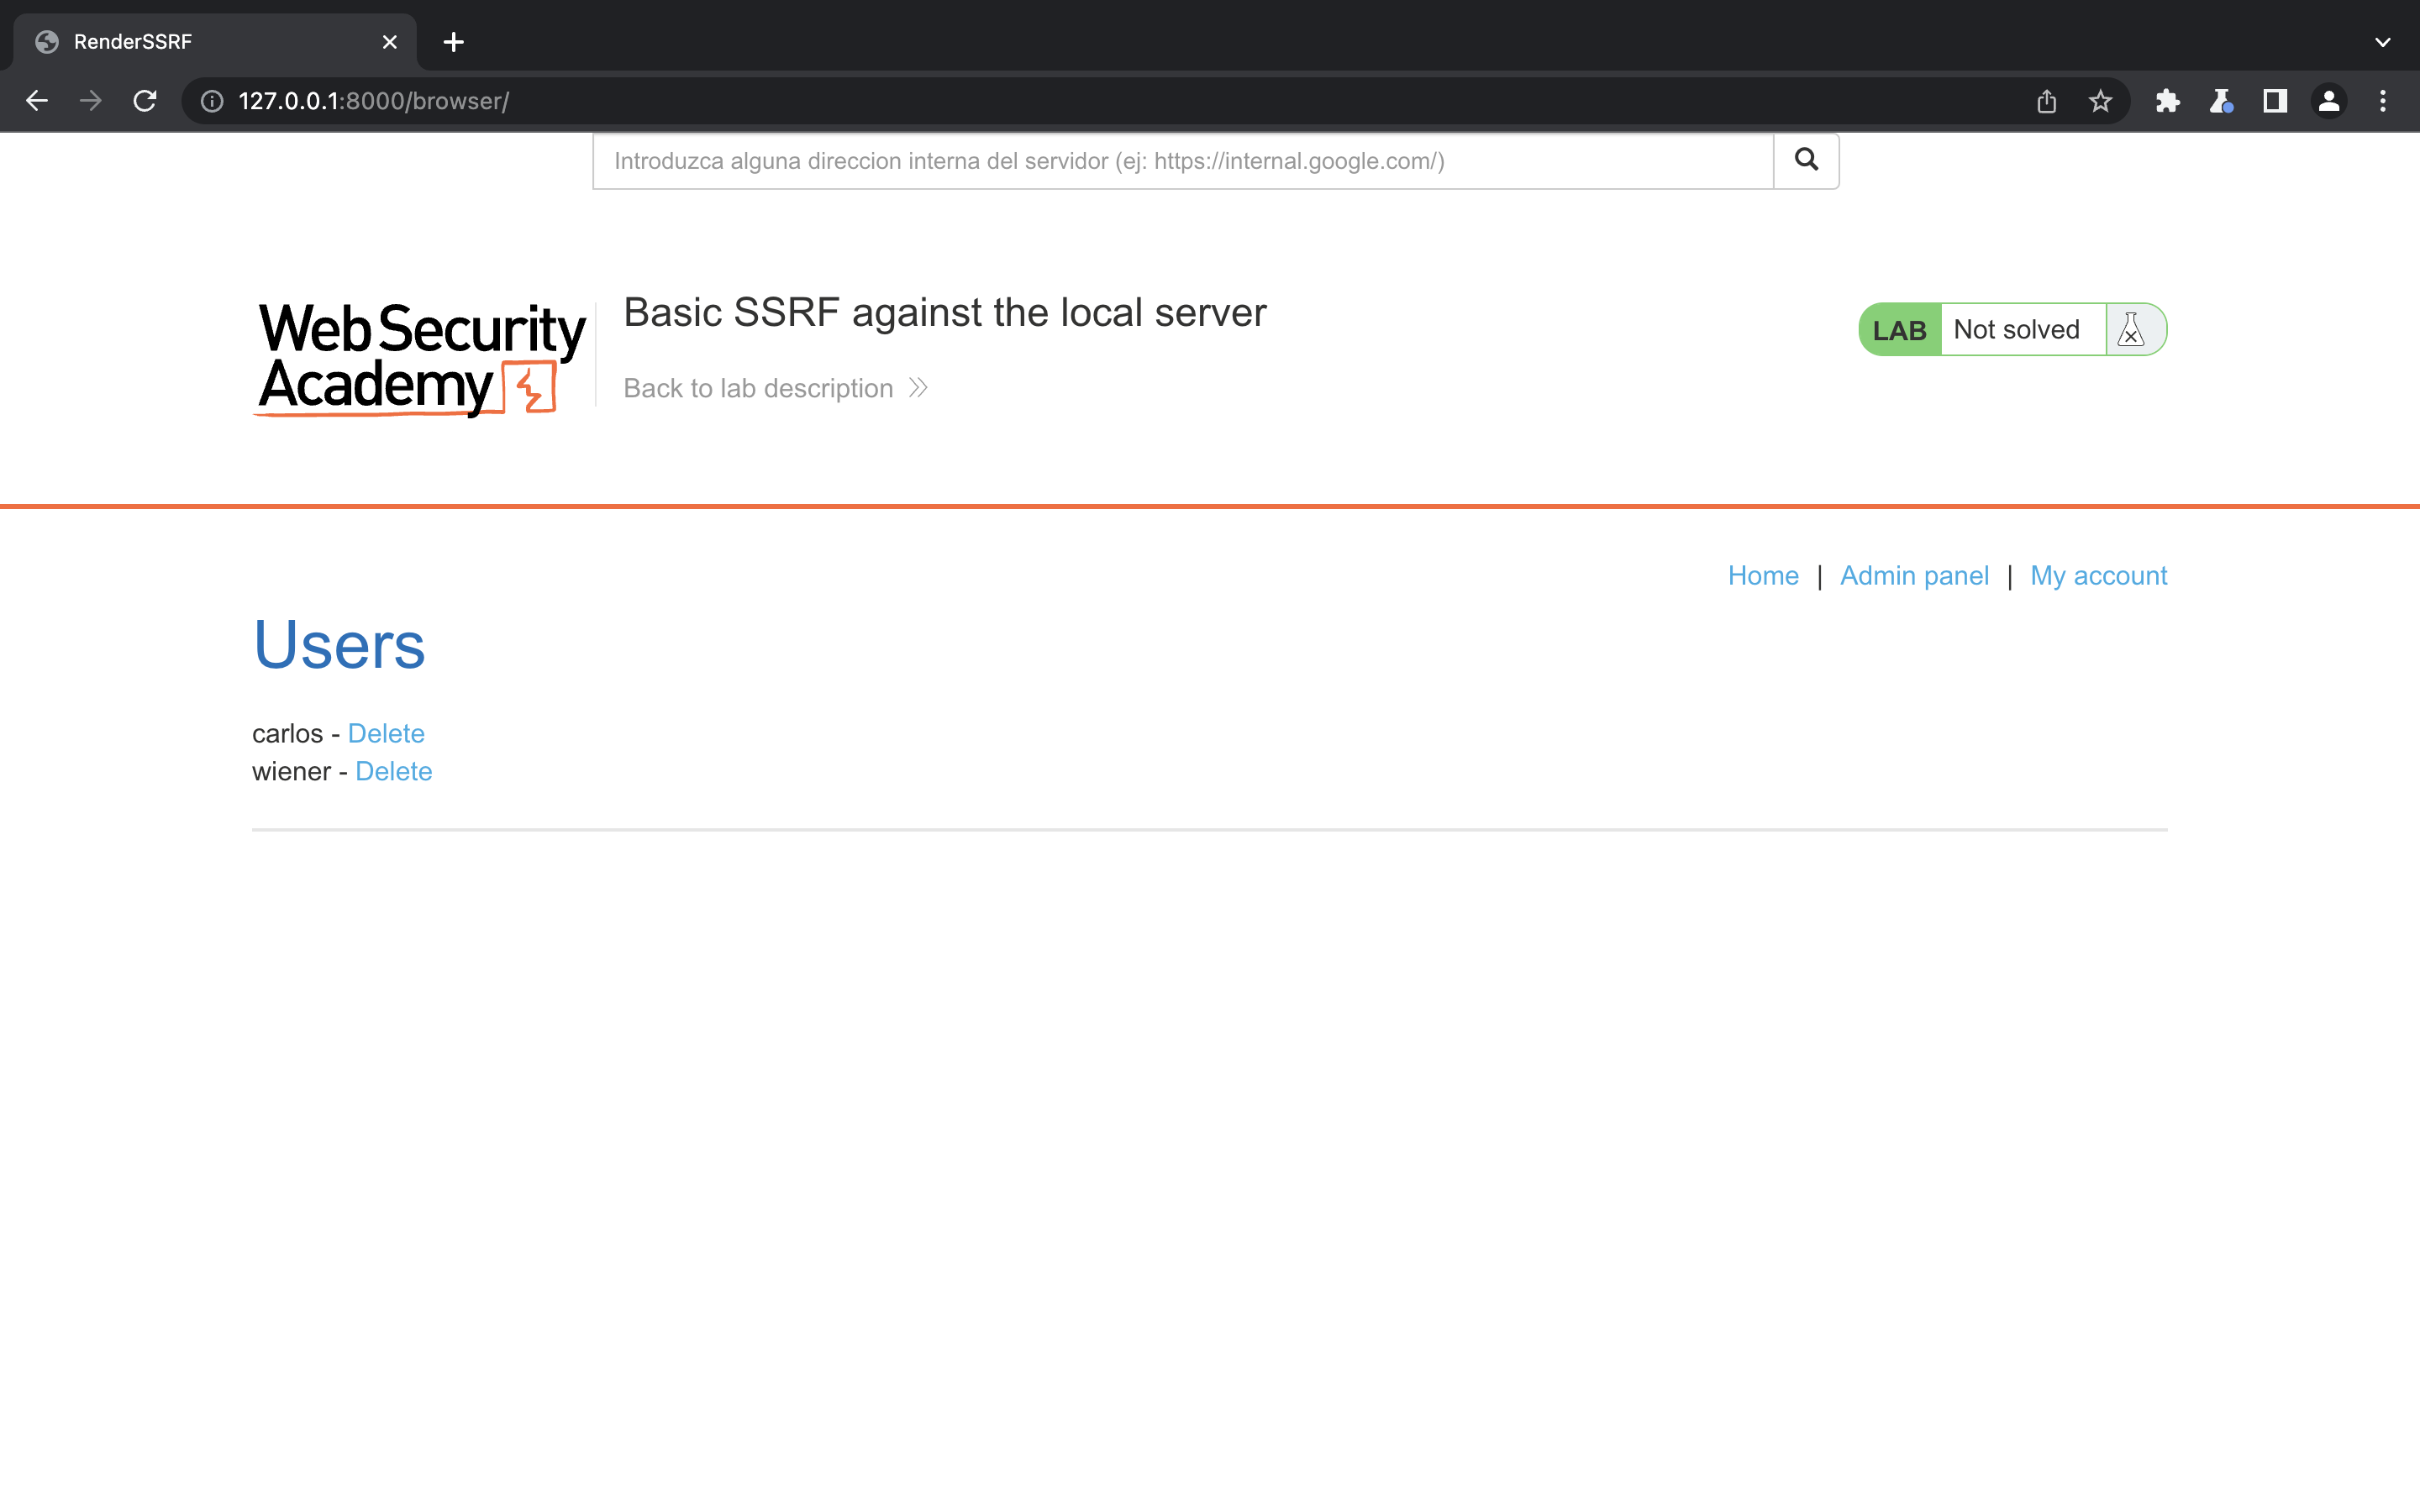 RenderSSRF
127.0.0.1:8000/browser/
Introduzca alguna direccion interna del servidor (ej: https://internal.google.com/)
Web Security
Academy
Basic SSRF against the local server
Back to lab description
LAB Not solved
Home | Admin panel | My account
Users
carlos - Delete
wiener - Delete